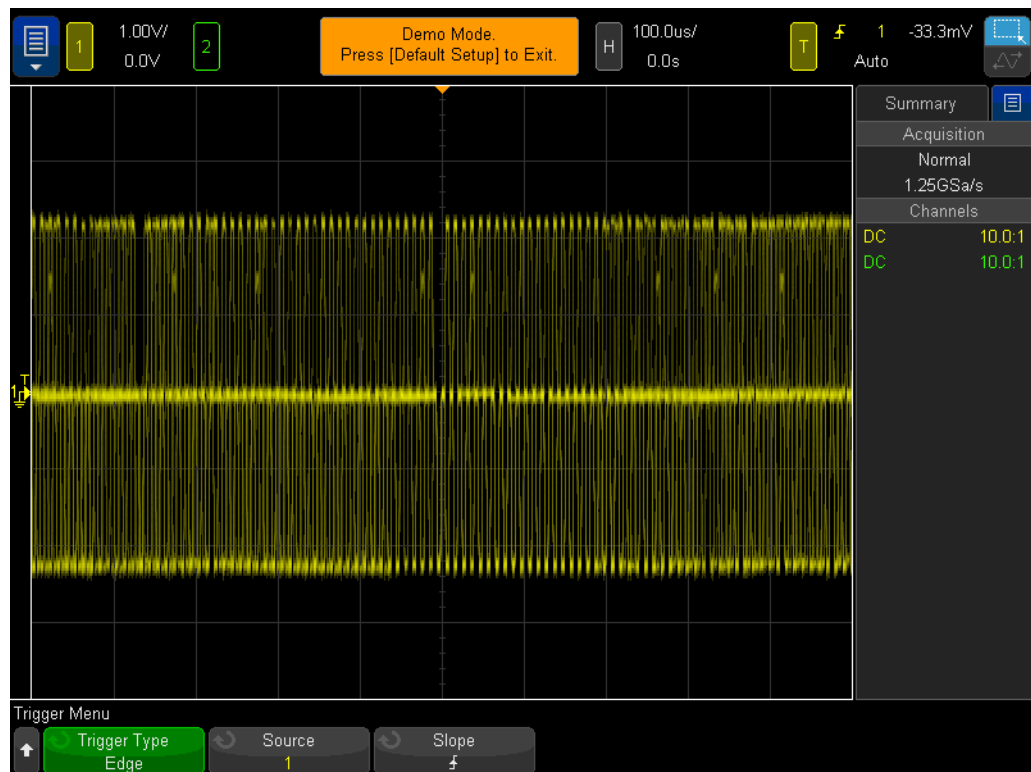 1 1.00V/ 2 Demo Mode. H 100.0us/ T 1 -33.3mV
0.0V Press [Default Setup] to Exit. 0.0s Auto
Summary
Acquisition
Normal
1.25GSa/s
Channels
DC 10.0:1
DC 10.0:1
T
1
Trigger Menu
Trigger Type Source Slope
Edge 1